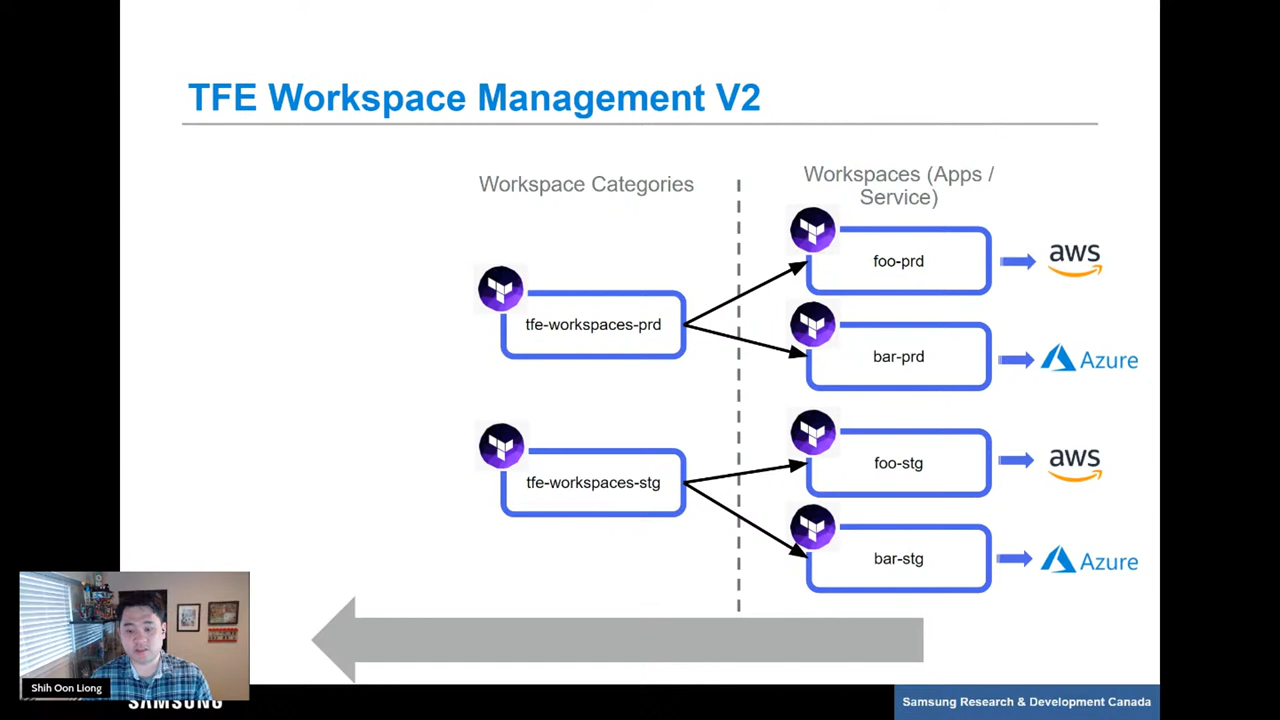 TFE Workspace Management V2
Workspace Categories
Workspaces (Apps /
Service)
foo-prd
aws
tfe-workspaces-prd
bar-prd
Azure
foo-stg
aws
tfe-workspaces-stg
bar-stg
Azure
Shih Oon Liong
SAMSUNG
Samsung Research & Development Canada